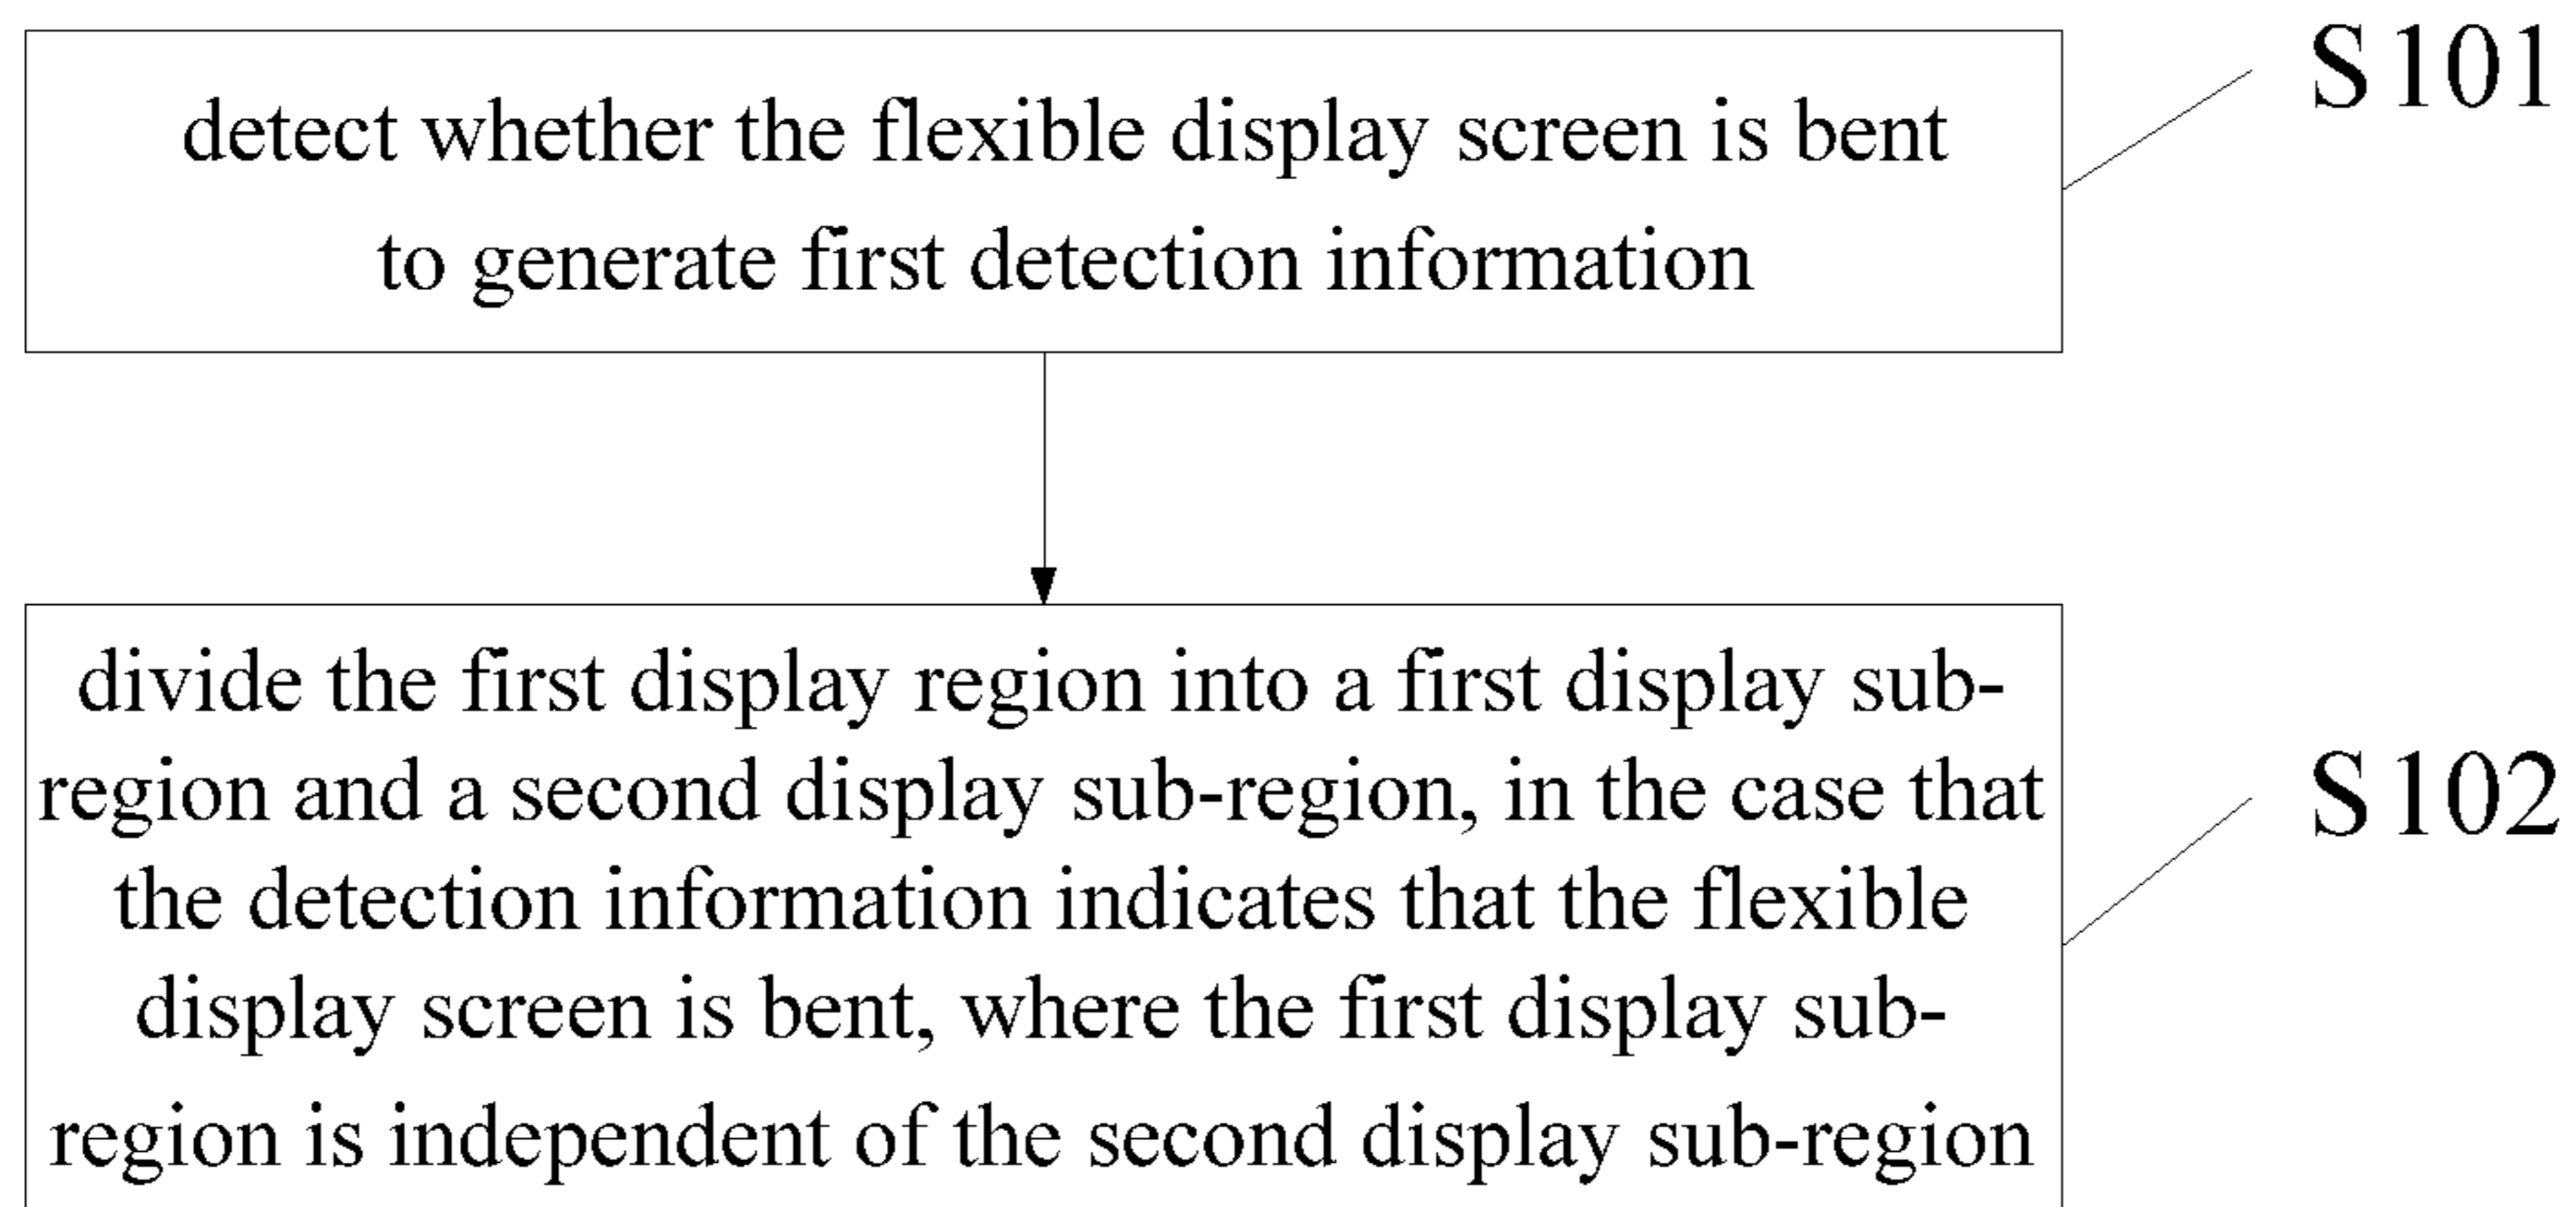 detect whether the flexible display screen is bent
to generate first detection information
S101
divide the first display region into a first display sub-
region and a second display sub-region, in the case that
the detection information indicates that the flexible
display screen is bent, where the first display sub-
region is independent of the second display sub-region
S102